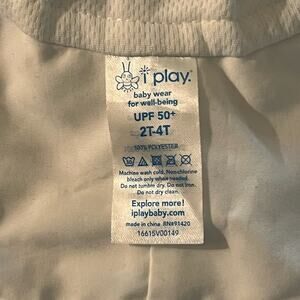 i play.
baby wear
for well-being
UPF 50+
2T-4T
100% POLYESTER
Machine wash cold. Nonchlorine
bleach only when needed.
Do not tumble dry. Do not iron.
Do not dry clean.
Explore more!
iplaybaby.com
made in china RN#91420
16615V00149